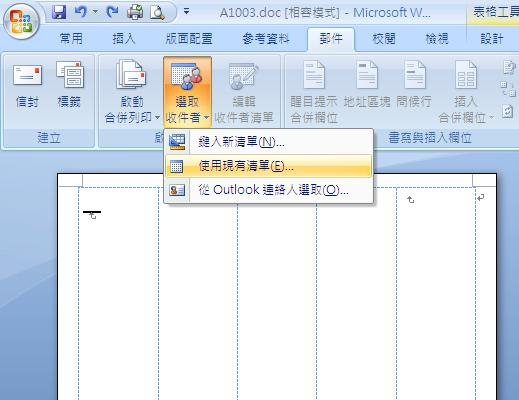 A1003.doc [相容模式] - Microsoft W... 表格工具
常用 插入 版面配置 參考資料 郵件 校閱 檢視 設計
信封 標籤 啟動合併列印 選取收件者 編輯收件者清單 醒目提示合併欄位 地址區塊 問候行 插入合併欄位
建立 啟 書寫與插入欄位
鍵入新清單(N)...
使用現有清單(E)...
從 Outlook 連絡人選取(O)...